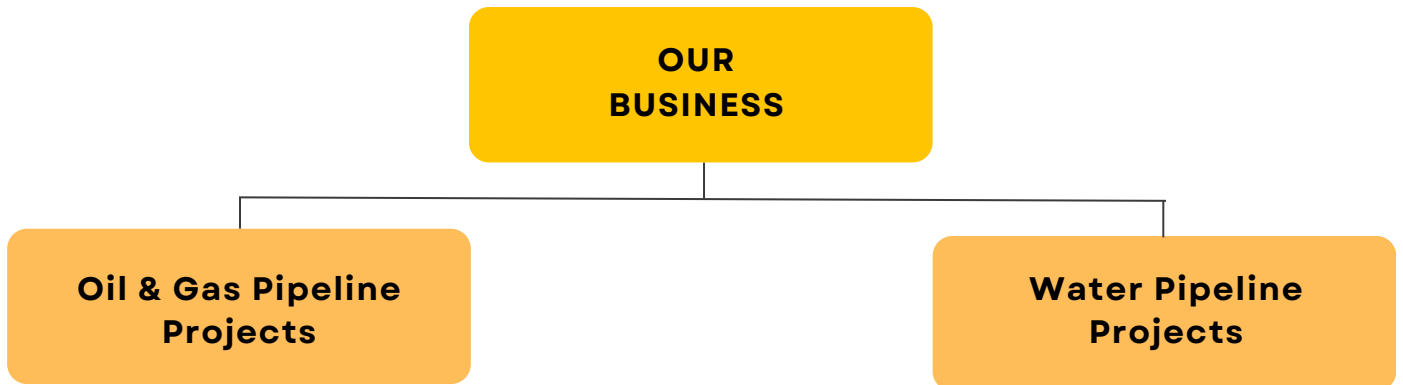 OUR
BUSINESS
Oil & Gas Pipeline
Projects
Water Pipeline
Projects